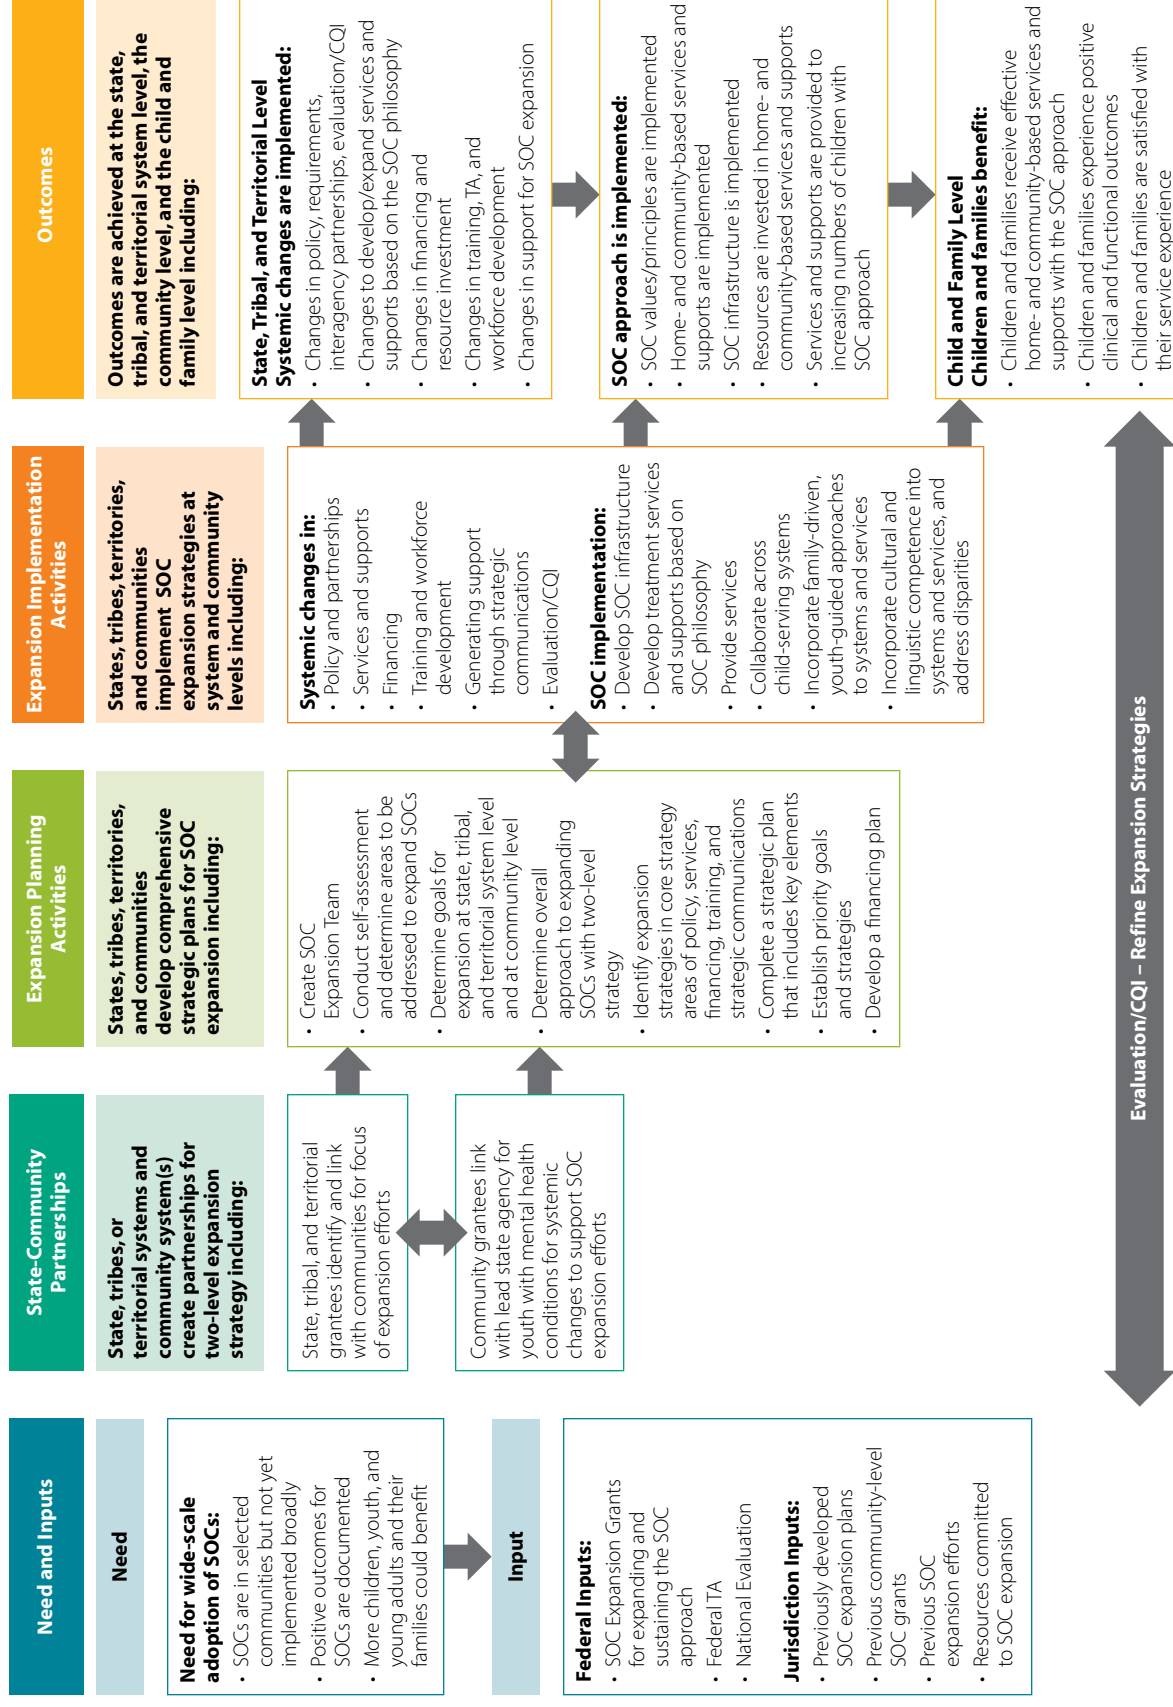 Need and Inputs
Need
Need for wide-scale
adoption of SOCs:
• SOCs are in selected
communities but not yet
implemented broadly
• Positive outcomes for
SOCs are documented
• More children, youth, and
young adults and their
families could benefit
Input
Federal Inputs:
• SOC Expansion Grants
for expanding and
sustaining the SOC
approach
• Federal TA
• National Evaluation
Jurisdiction Inputs:
• Previously developed
SOC expansion plans
• Previous community-level
SOC grants
• Previous SOC
expansion efforts
• Resources committed
to SOC expansion
State-Community
Partnerships
State, tribes, or
territorial systems and
community system(s)
create partnerships for
two-level expansion
strategy including:
State, tribal, and territorial
grantees identify and link
with communities for focus
of expansion efforts
Community grantees link
with lead state agency for
youth with mental health
conditions for systemic
changes to support SOC
expansion efforts
Expansion Planning
Activities
States, tribes, territories,
and communities
develop comprehensive
strategic plans for SOC
expansion including:
• Create SOC
Expansion Team
• Conduct self-assessment
and determine areas to be
addressed to expand SOCs
• Determine goals for
expansion at state, tribal,
and territorial system level
and at community level
• Determine overall
approach to expanding
SOCs with two-level
strategy
• Identify expansion
strategies in core strategy
areas of policy, services,
financing, training, and
strategic communications
• Complete a strategic plan
that includes key elements
• Establish priority goals
and strategies
• Develop a financing plan
Expansion Implementation
Activities
States, tribes, territories,
and communities
implement SOC
expansion strategies at
system and community
levels including:
Systemic changes in:
• Policy and partnerships
• Services and supports
• Financing
• Training and workforce
development
• Generating support
through strategic
communications
• Evaluation/CQI
SOC implementation:
• Develop SOC infrastructure
• Develop treatment services
and supports based on
SOC philosophy
• Provide services
• Collaborate across
child-serving systems
• Incorporate family-driven,
youth-guided approaches
to systems and services
• Incorporate cultural and
linguistic competence into
systems and services, and
address disparities
Outcomes
Outcomes are achieved at the state,
tribal, and territorial system level, the
community level, and the child and
family level including:
State, Tribal, and Territorial Level
Systemic changes are implemented:
• Changes in policy, requirements,
interagency partnerships, evaluation/CQI
• Changes to develop/expand services and
supports based on the SOC philosophy
• Changes in financing and
resource investment
• Changes in training, TA, and
workforce development
• Changes in support for SOC expansion
SOC approach is implemented:
• SOC values/principles are implemented
• Home- and community-based services and
supports are implemented
• SOC infrastructure is implemented
• Resources are invested in home- and
community-based services and supports
• Services and supports are provided to
increasing numbers of children with
SOC approach
Child and Family Level
Children and families benefit:
• Children and families receive effective
home- and community-based services and
supports with the SOC approach
• Children and families experience positive
clinical and functional outcomes
• Children and families are satisfied with
their service experience
Evaluation/CQI – Refine Expansion Strategies